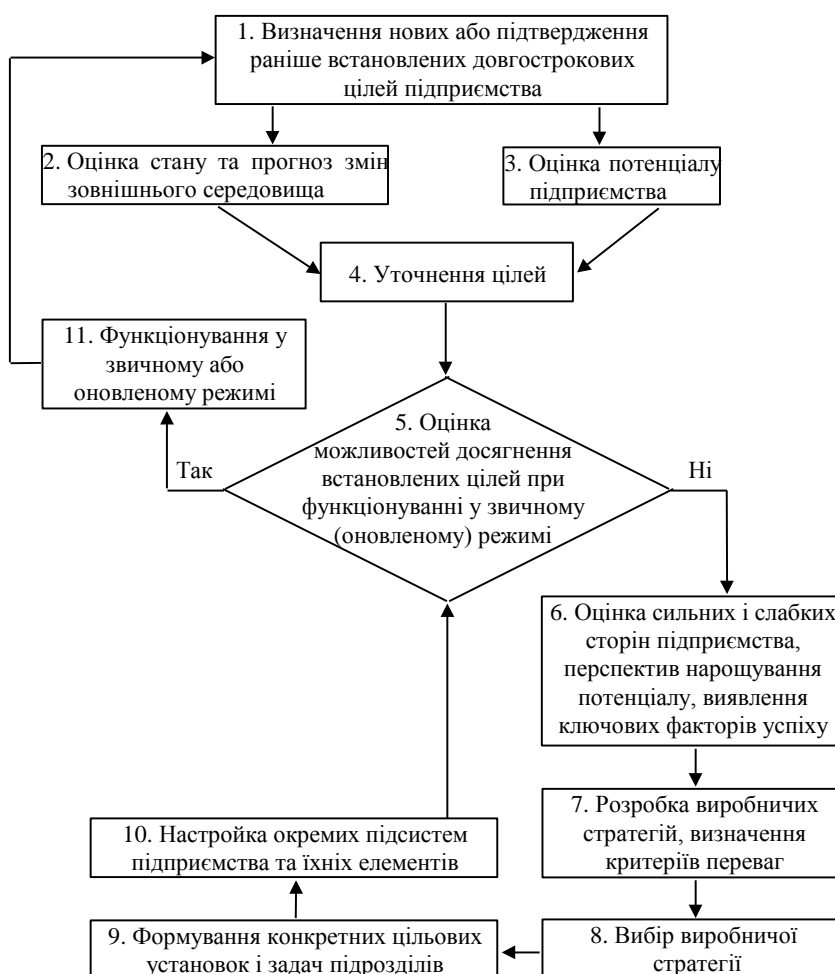 1. Визначення нових або підтвердження
раніше встановлених довгострокових
цілей підприємства
2. Оцінка стану та прогноз змін
зовнішнього середовища
3. Оцінка потенціалу
підприємства
4. Уточнення цілей
11. Функціонування у
звичному або
оновленому режимі
5. Оцінка
можливостей досягнення
встановлених цілей при
функціонуванні у звичному
(оновленому) режимі
Так
Ні
6. Оцінка сильних і слабких
сторін підприємства,
перспектив нарощування
потенціалу, виявлення
ключових факторів успіху
7. Розробка виробничих
стратегій, визначення
критеріїв переваг
10. Настройка окремих підсистем
підприємства та їхніх елементів
9. Формування конкретних цільових
установок і задач підрозділів
8. Вибір виробничої
стратегії